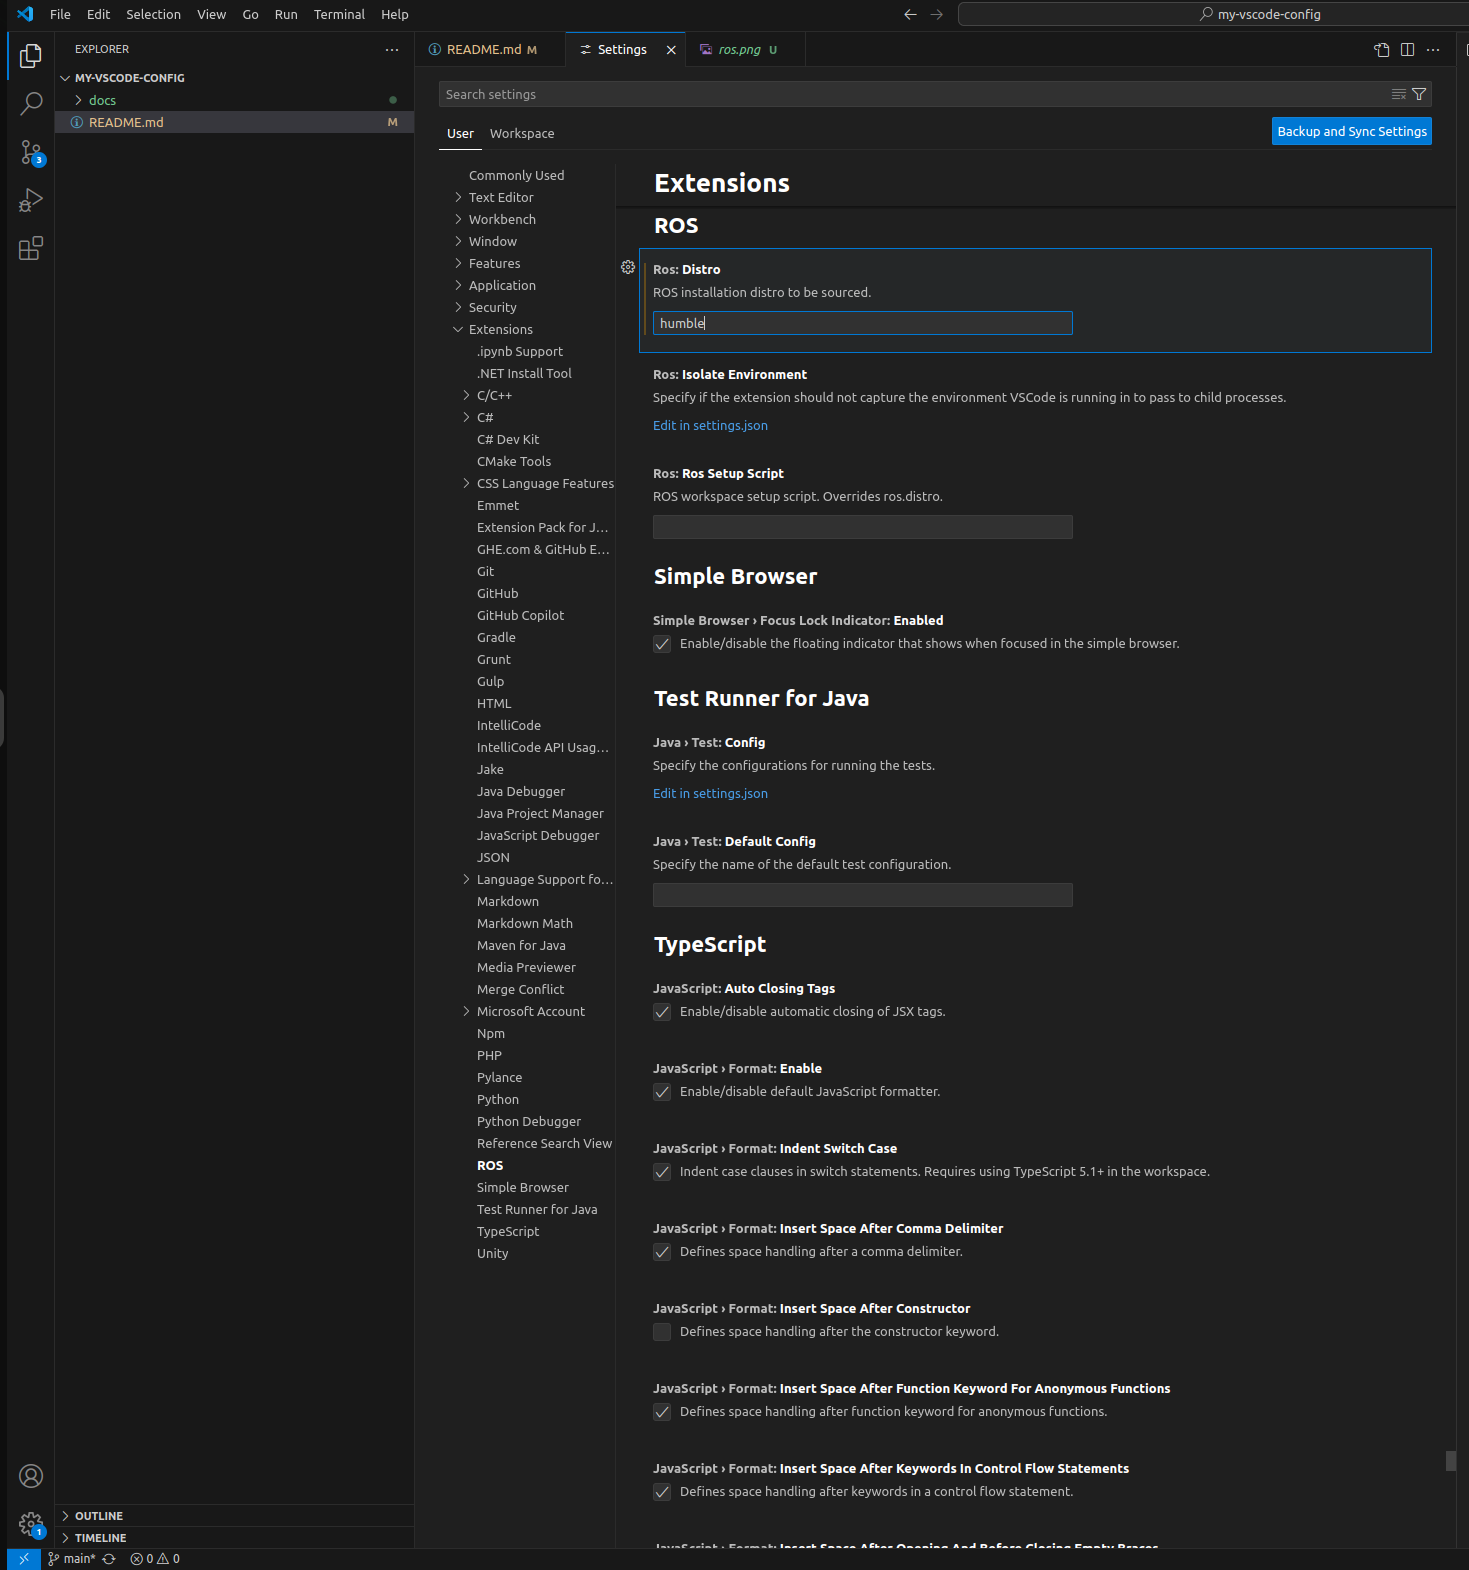 File Edit Selection View Go Run Terminal Help
my-vscode-config
EXPLORER
MY-VSCODE-CONFIG
docs
README.md M
3
1
OUTLINE
TIMELINE
README.md M
Settings
ros.png U
Search settings
User Workspace
Backup and Sync Settings
Commonly Used
Text Editor
Workbench
Window
Features
Application
Security
Extensions
.ipynb Support
.NET Install Tool
C/C++
C#
C# Dev Kit
CMake Tools
CSS Language Features
Emmet
Extension Pack for J...
GHE.com & GitHub E...
Git
GitHub
GitHub Copilot
Gradle
Grunt
Gulp
HTML
IntelliCode
IntelliCode API Usag...
Jake
Java Debugger
Java Project Manager
JavaScript Debugger
JSON
Language Support fo...
Markdown
Markdown Math
Maven for Java
Media Previewer
Merge Conflict
Microsoft Account
Npm
PHP
Pylance
Python
Python Debugger
Reference Search View
ROS
Simple Browser
Test Runner for Java
TypeScript
Unity
Extensions
ROS
Ros: Distro
ROS installation distro to be sourced.
humble
Ros: Isolate Environment
Specify if the extension should not capture the environment VSCode is running in to pass to child processes.
Edit in settings.json
Ros: Ros Setup Script
ROS workspace setup script. Overrides ros.distro.
Simple Browser
Simple Browser › Focus Lock Indicator: Enabled
Enable/disable the floating indicator that shows when focused in the simple browser.
Test Runner for Java
Java › Test: Config
Specify the configurations for running the tests.
Edit in settings.json
Java › Test: Default Config
Specify the name of the default test configuration.
TypeScript
JavaScript: Auto Closing Tags
Enable/disable automatic closing of JSX tags.
JavaScript › Format: Enable
Enable/disable default JavaScript formatter.
JavaScript › Format: Indent Switch Case
Indent case clauses in switch statements. Requires using TypeScript 5.1+ in the workspace.
JavaScript › Format: Insert Space After Comma Delimiter
Defines space handling after a comma delimiter.
JavaScript › Format: Insert Space After Constructor
Defines space handling after the constructor keyword.
JavaScript › Format: Insert Space After Function Keyword For Anonymous Functions
Defines space handling after function keyword for anonymous functions.
JavaScript › Format: Insert Space After Keywords In Control Flow Statements
Defines space handling after keywords in a control flow statement.
JavaScript › Format: Insert Space After Opening And Before Closing Empty Braces
main* 0 0